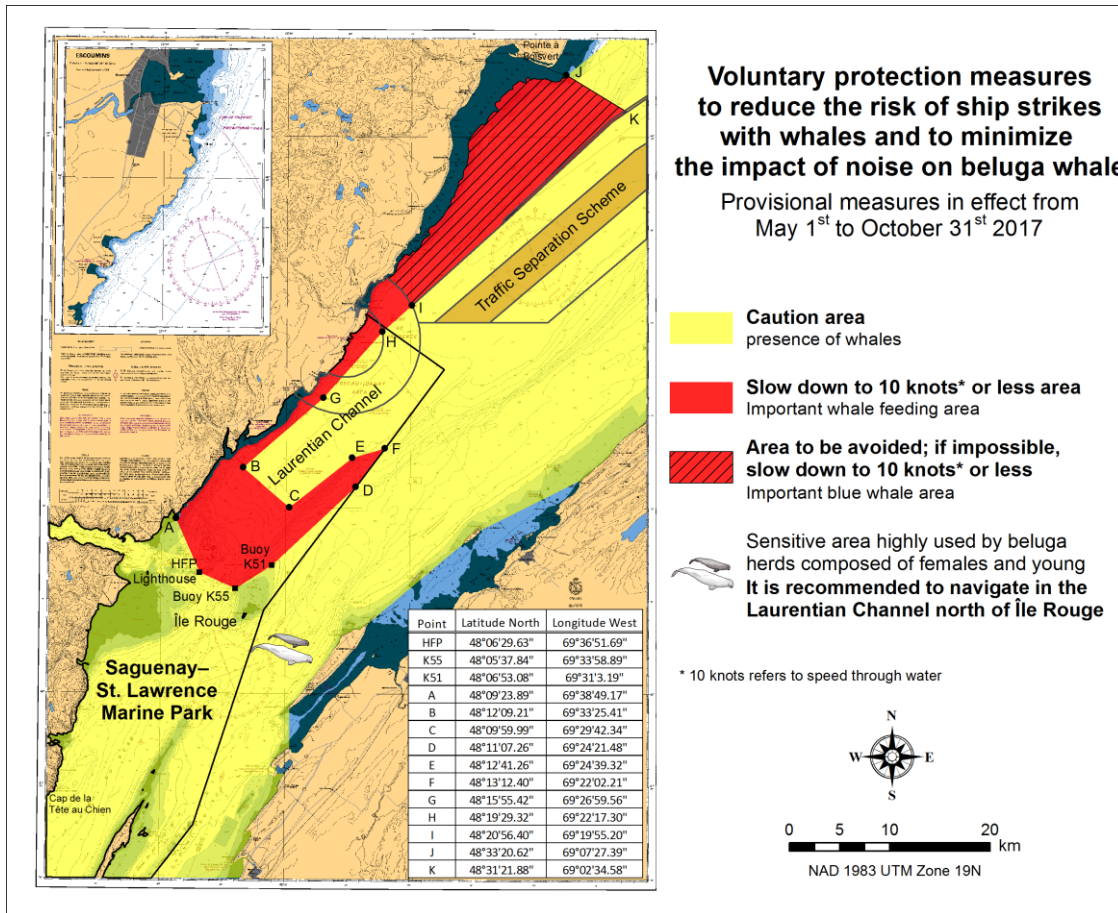 ESCOUMINS
Pointe à
Boisvert
J
K
Traffic Separation Scheme
I
H
G
Laurentian Channel
B
E
F
C
D
A
Buoy
K51
HFP
Lighthouse
Buoy K55
Île Rouge
Saguenay–
St. Lawrence
Marine Park
Cap de la
Tête au Chien
Point Latitude North Longitude West
HFP 48°06'29.63" 69°36'51.69"
K55 48°05'37.84" 69°33'58.89"
K51 48°06'53.08" 69°31'3.19"
A 48°09'23.89" 69°38'49.17"
B 48°12'09.21" 69°33'25.41"
C 48°09'59.99" 69°29'42.34"
D 48°11'07.26" 69°24'21.48"
E 48°12'41.26" 69°24'39.32"
F 48°13'12.40" 69°22'02.21"
G 48°15'55.42" 69°26'59.56"
H 48°19'29.32" 69°22'17.30"
I 48°20'56.40" 69°19'55.20"
J 48°33'20.62" 69°07'27.39"
K 48°31'21.88" 69°02'34.58"
Voluntary protection measures
to reduce the risk of ship strikes
with whales and to minimize
the impact of noise on beluga whale
Provisional measures in effect from
May 1st to October 31st 2017
Caution area
presence of whales
Slow down to 10 knots* or less area
Important whale feeding area
Area to be avoided; if impossible,
slow down to 10 knots* or less
Important blue whale area
Sensitive area highly used by beluga
herds composed of females and young
It is recommended to navigate in the
Laurentian Channel north of Île Rouge
* 10 knots refers to speed through water
N
W E
S
0 5 10 20
km
NAD 1983 UTM Zone 19N